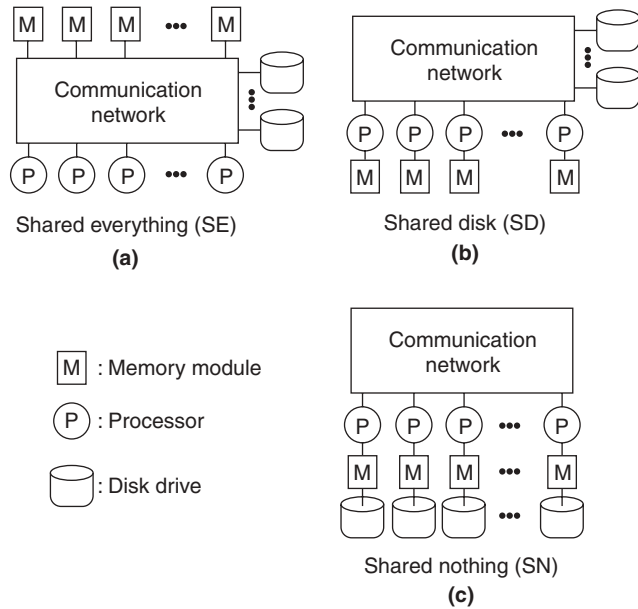 M M M ••• M
Communication
network
P P P P ••• P
Shared everything (SE)
(a)
Communication
network
P P P ••• P
M M M ••• M
Shared disk (SD)
(b)
M : Memory module
P : Processor
: Disk drive
Communication
network
P P P ••• P
M M M ••• M
•••
Shared nothing (SN)
(c)